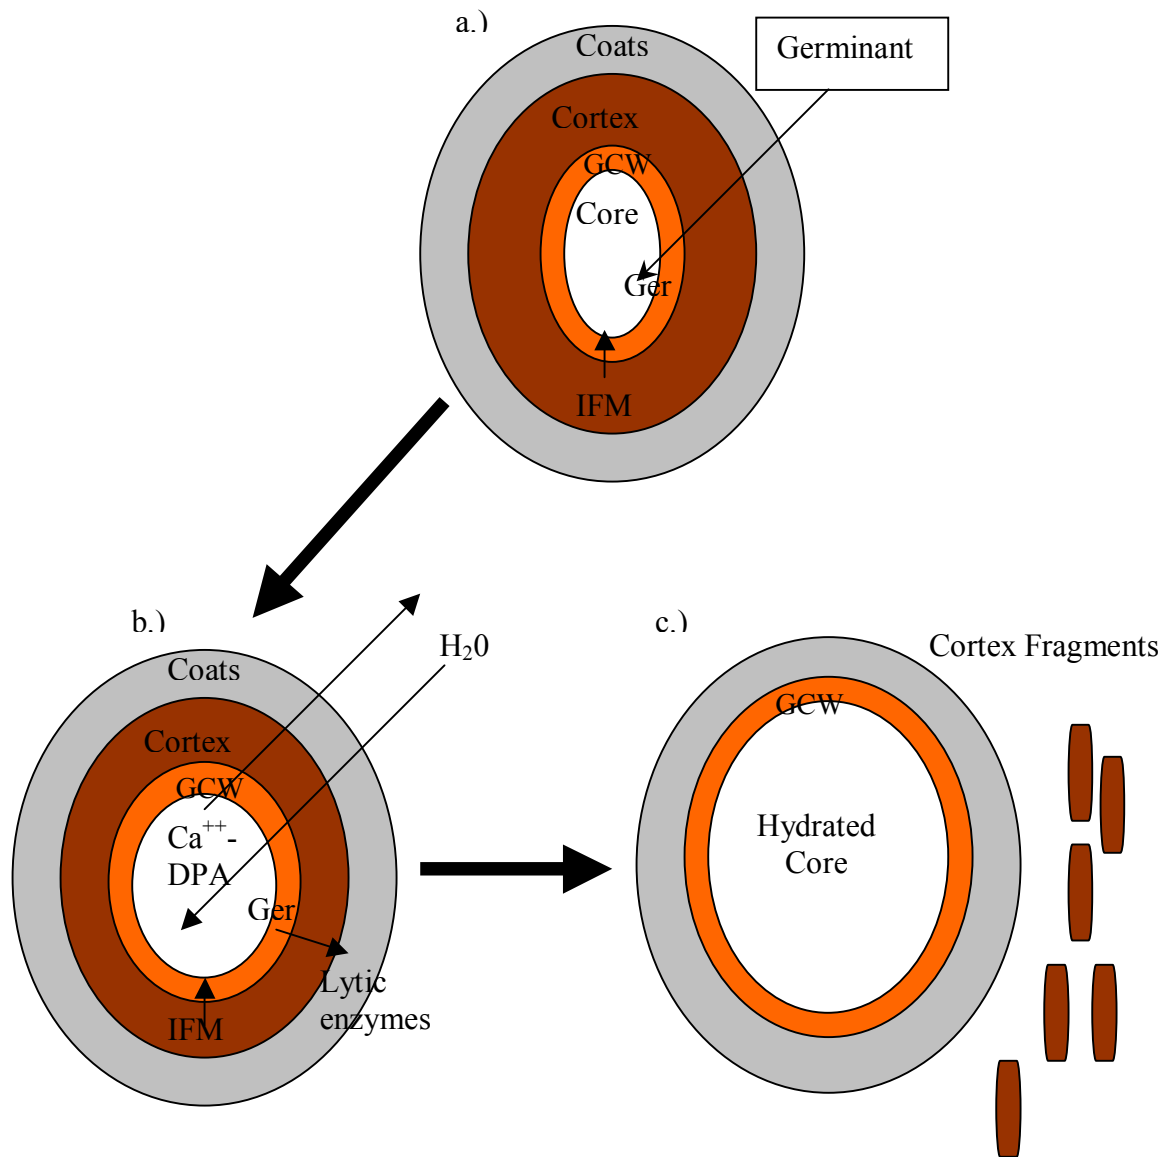 a.)
Coats
Germinant
Cortex
GCW
Core
Ger
IFM
b.)
H₂0
Coats
Cortex
GCW
Ca⁺⁺-
DPA
Ger
Lytic
enzymes
IFM
c.)
Cortex Fragments
GCW
Hydrated
Core